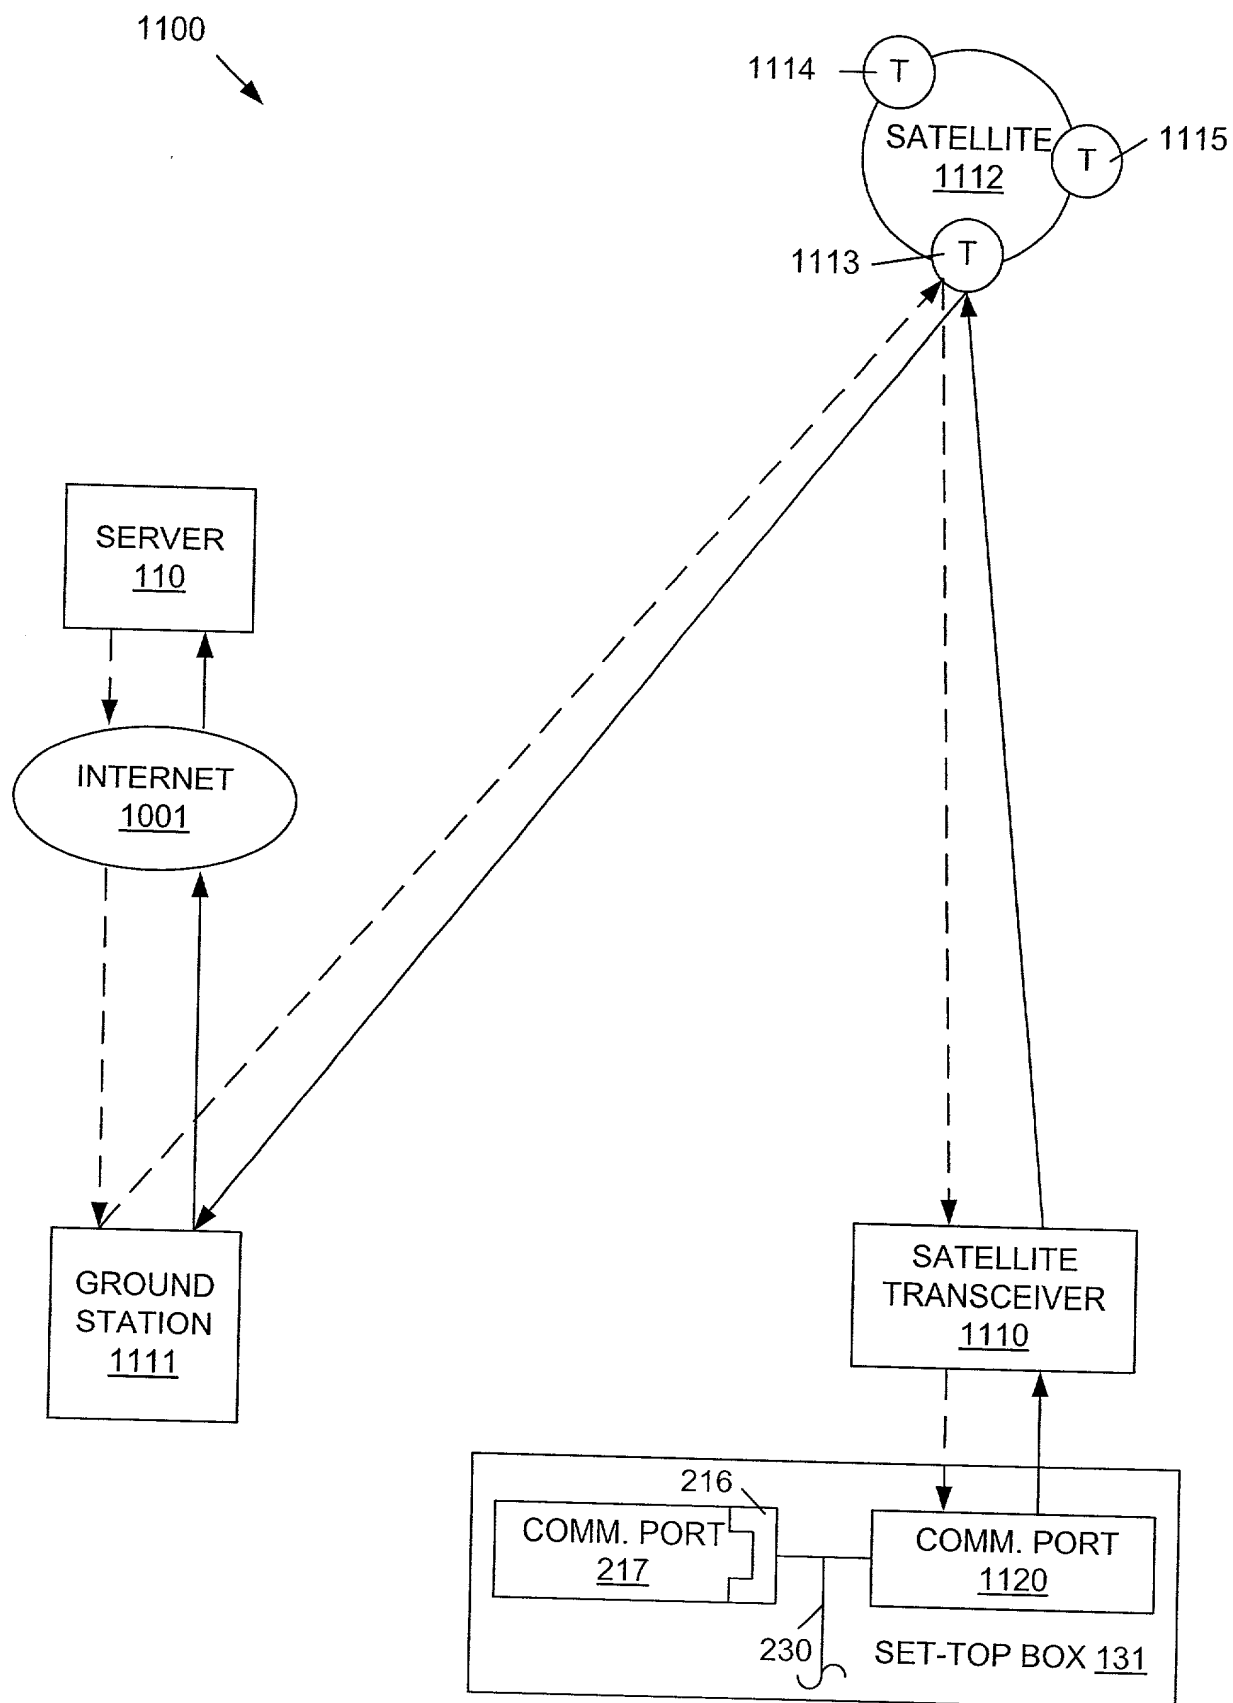 1100
1114
T
SATELLITE
1112
T
1115
1113
T
SERVER
110
INTERNET
1001
GROUND
STATION
1111
SATELLITE
TRANSCEIVER
1110
216
COMM. PORT
217
COMM. PORT
1120
230
SET-TOP BOX 131